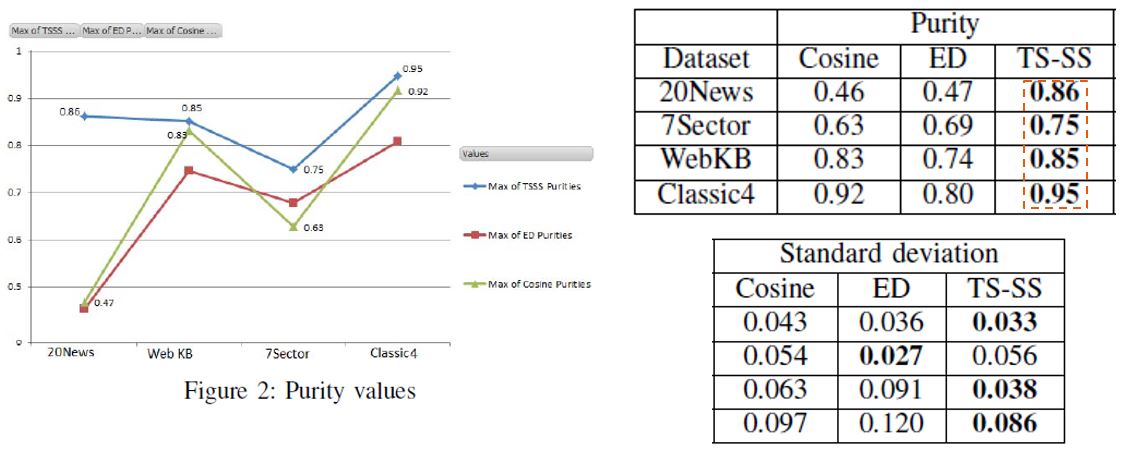 Max of TSSS ... Max of ED P... Max of Cosine ...
1
0.9
0.8
0.7
0.6
0.5
0
0.86
0.85
0.83
0.75
0.63
0.95
0.92
0.47
20News Web KB 7Sector Classic4
Values
Max of TSSS Purities
Max of ED Purities
Max of Cosine Purities
Figure 2: Purity values
Purity
Dataset Cosine ED TS-SS
20News 0.46 0.47 0.86
7Sector 0.63 0.69 0.75
WebKB 0.83 0.74 0.85
Classic4 0.92 0.80 0.95
Standard deviation
Cosine ED TS-SS
0.043 0.036 0.033
0.054 0.027 0.056
0.063 0.091 0.038
0.097 0.120 0.086